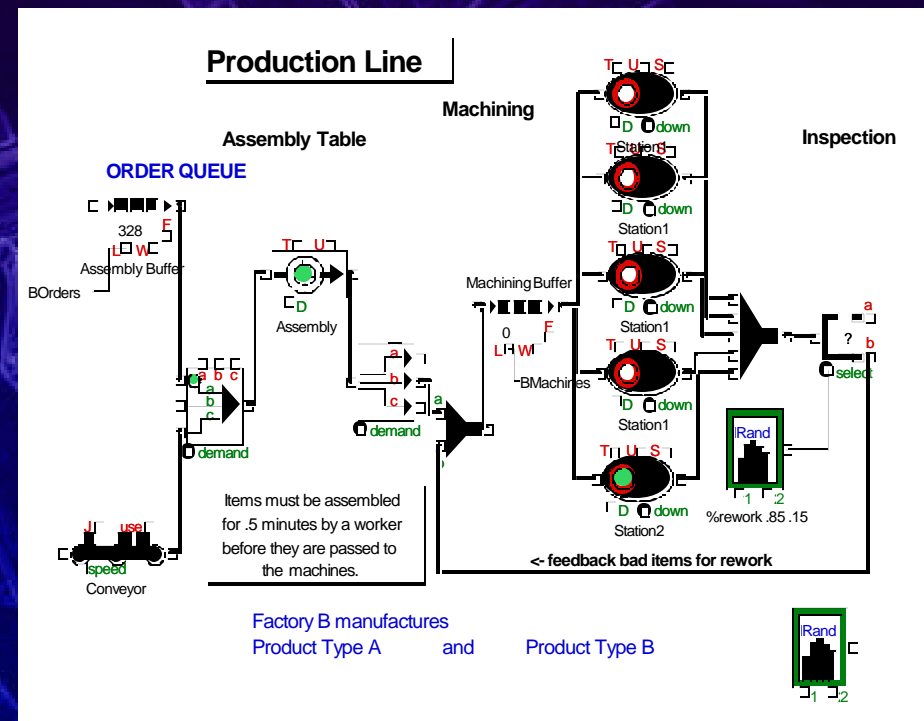 Production Line
Machining
Assembly Table
Inspection
ORDER QUEUE
328
F
L W
Assembly Buffer
BOrders
T U
D
Assembly
a b c
a
b
c
demand
a
b
c
demand
a
Machining Buffer
0
F
L W
BMachines
T U S
D down
Station1
T U S
D down
Station1
T U S
D down
Station1
T U S
D down
Station1
T U S
D down
Station2
a
?
b
select
Rand
1 2
%rework .85 .15
Items must be assembled
for .5 minutes by a worker
before they are passed to
the machines.
<- feedback bad items for rework
J use
speed
Conveyor
Factory B manufactures
Product Type A and Product Type B
Rand
1 2